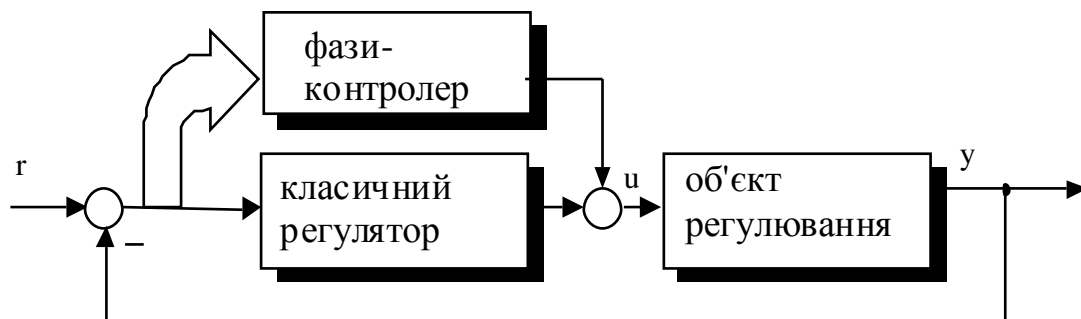 фази-
контролер
r
класичний
регулятор
u
об'єкт
регулювання
y
–